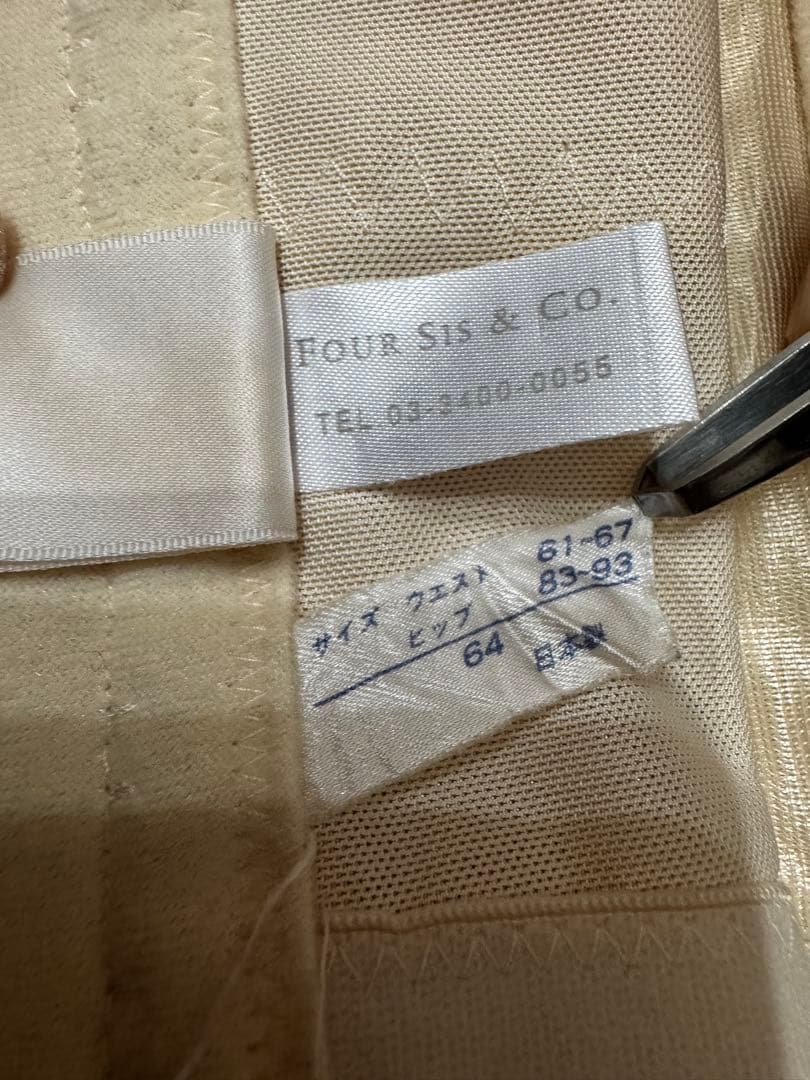 FOUR SIS & CO.
TEL 03-3400-0055
サイズ ウエスト 61-67
ヒップ 83-93
64 日本製